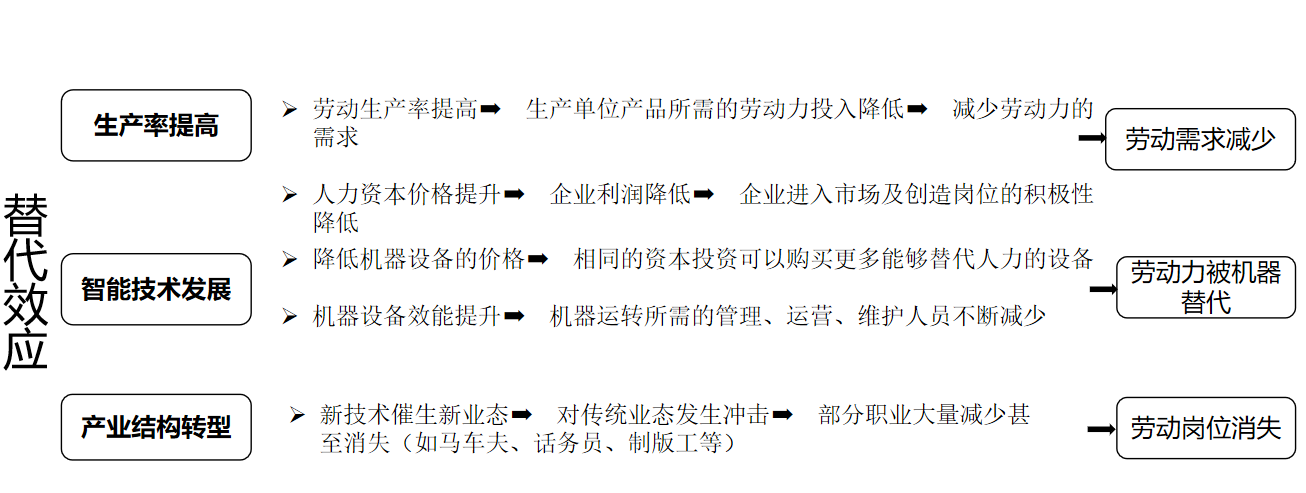 替代效应
生产率提高
➢ 劳动生产率提高➡ 生产单位产品所需的劳动力投入降低➡ 减少劳动力的
需求
➢ 人力资本价格提升➡ 企业利润降低➡ 企业进入市场及创造岗位的积极性
降低
劳动需求减少
智能技术发展
➢ 降低机器设备的价格➡ 相同的资本投资可以购买更多能够替代人力的设备
➢ 机器设备效能提升➡ 机器运转所需的管理、运营、维护人员不断减少
劳动力被机器
替代
产业结构转型
➢ 新技术催生新业态➡ 对传统业态发生冲击➡ 部分职业大量减少甚
至消失（如马车夫、话务员、制版工等）
劳动岗位消失